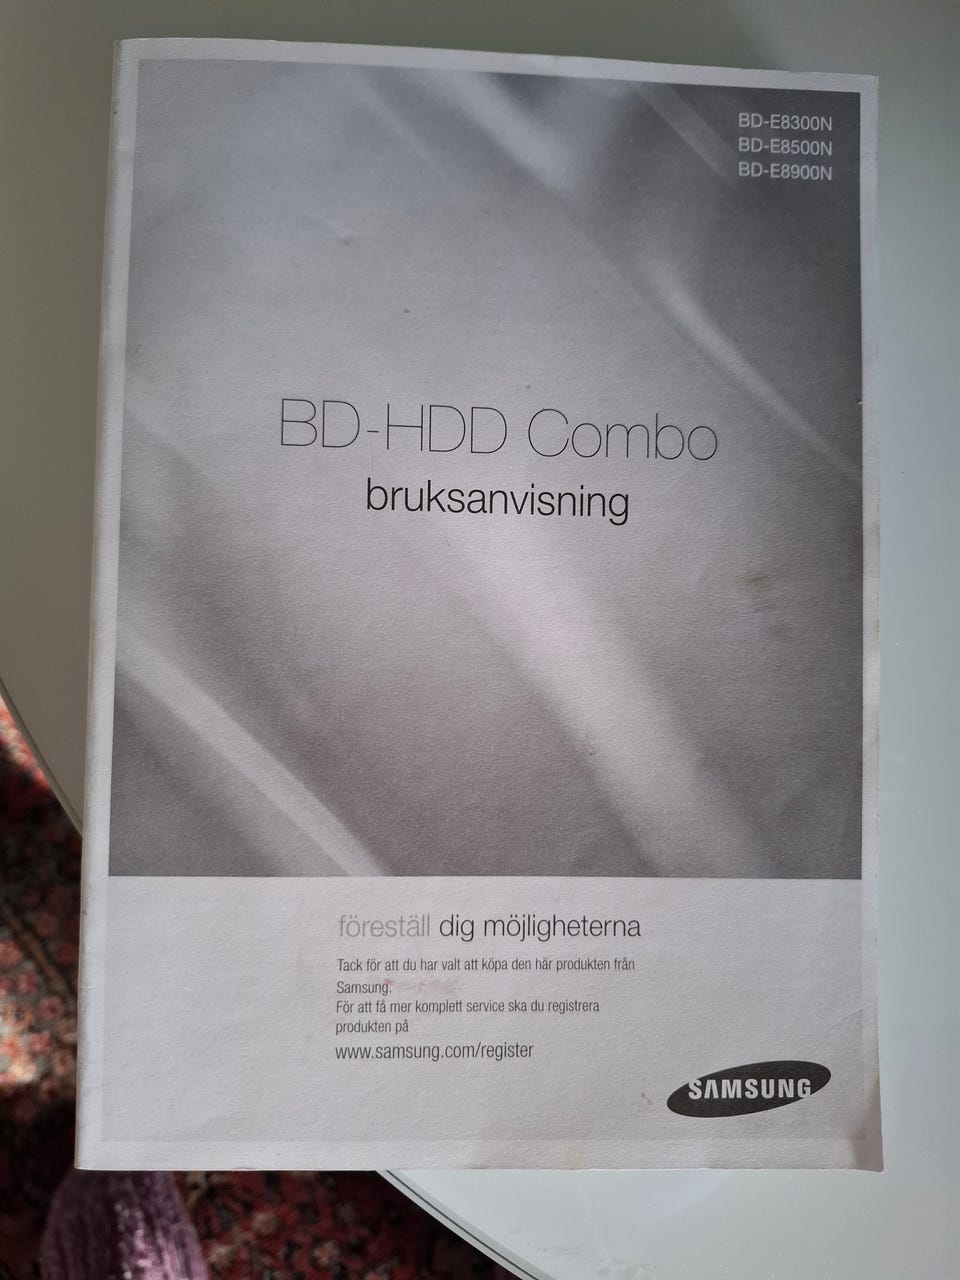 BD-E8300N
BD-E8500N
BD-E8900N
BD-HDD Combo
bruksanvisning
föreställ dig möjligheterna
Tack för att du har valt att köpa den här produkten från
Samsung.
För att få mer komplett service ska du registrera
produkten på
www.samsung.com/register
SAMSUNG